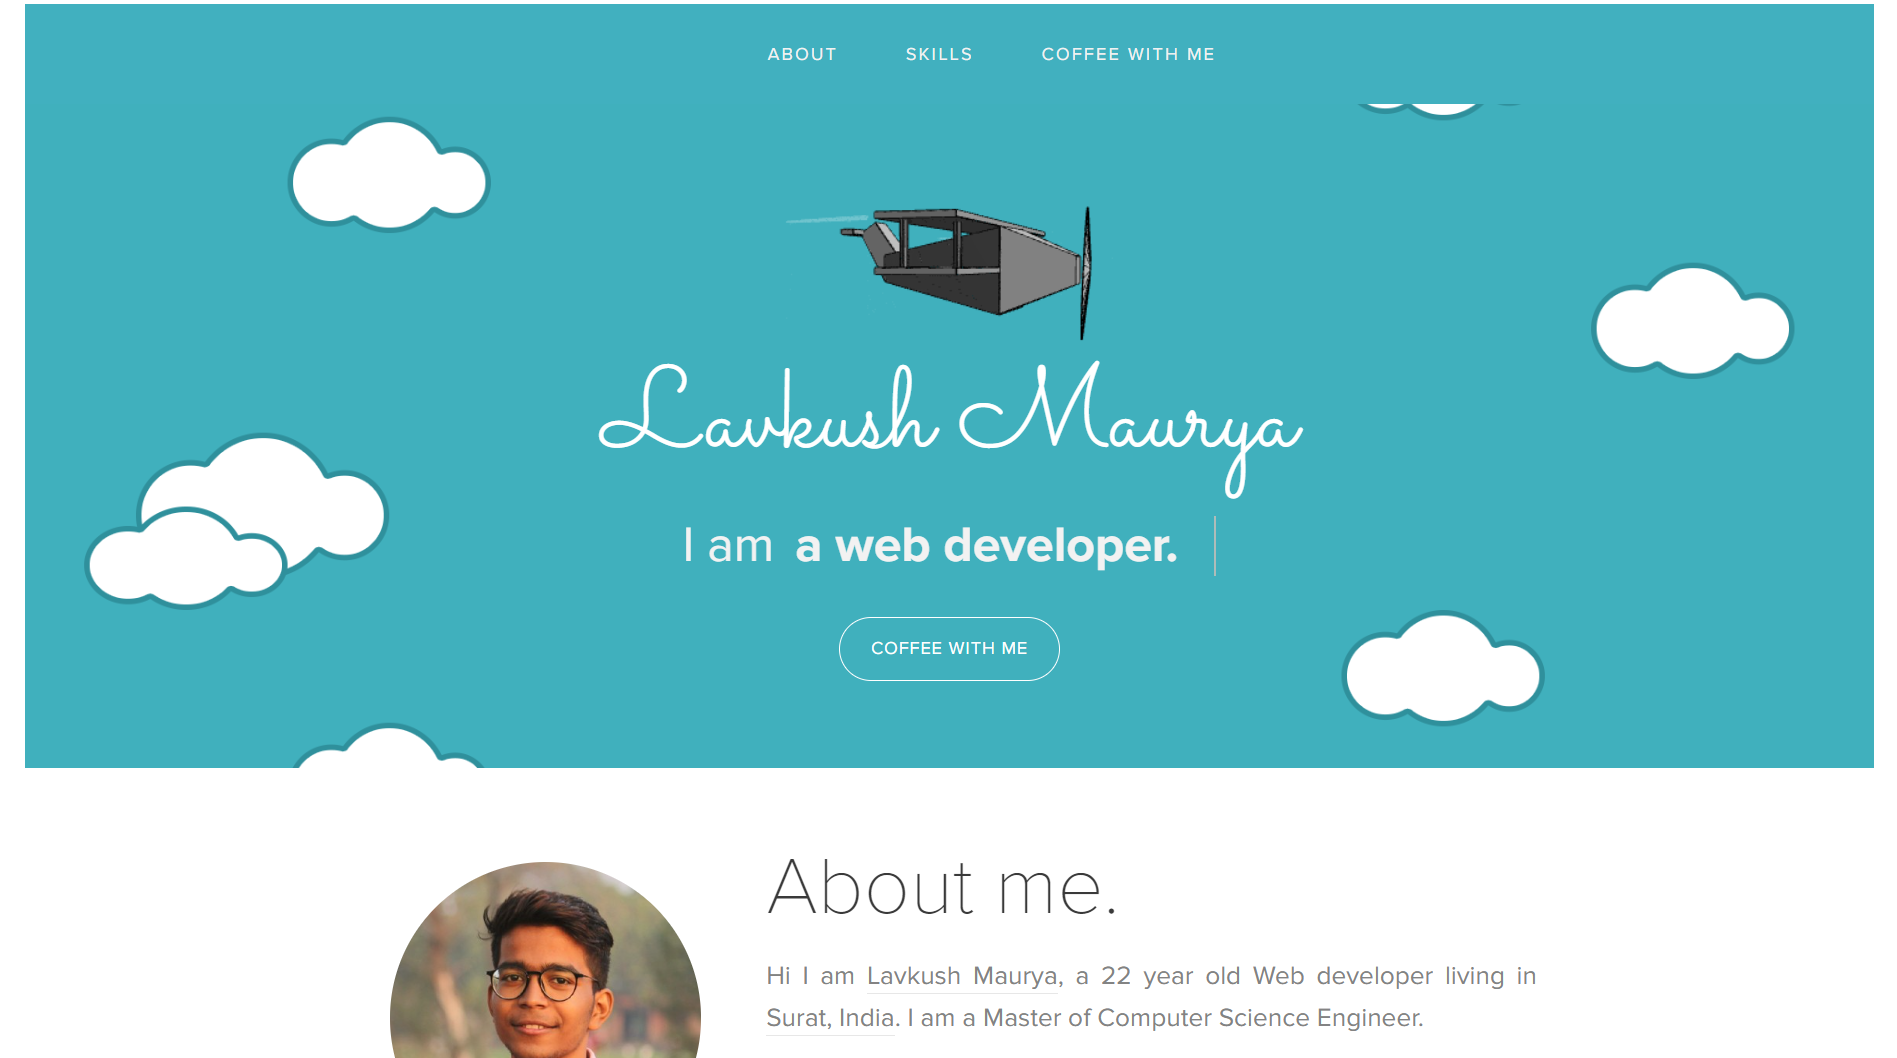 ABOUT SKILLS COFFEE WITH ME
Lavkush Maurya
I am a web developer.
COFFEE WITH ME
About me.
Hi I am Lavkush Maurya, a 22 year old Web developer living in
Surat, India. I am a Master of Computer Science Engineer.